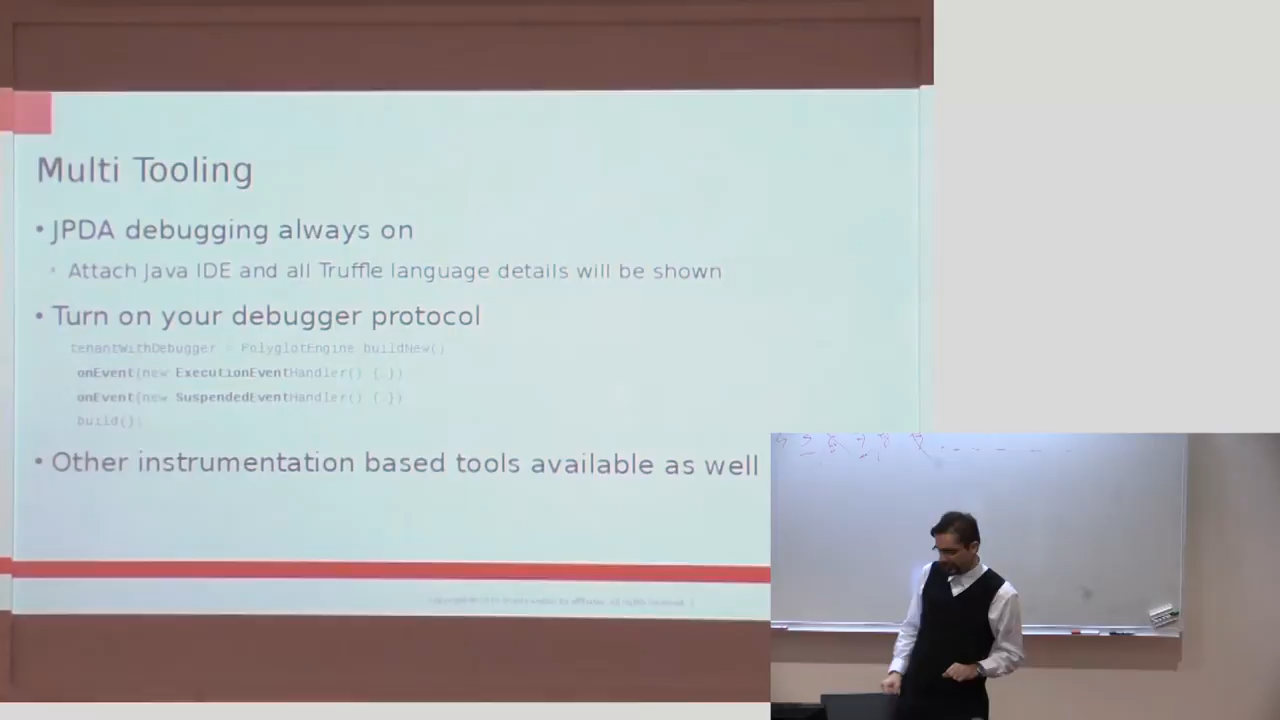 Multi Tooling
• JPDA debugging always on
• Attach Java IDE and all Truffle language details will be shown
• Turn on your debugger protocol
tenantWithDebugger = PolyglotEngine buildNew()
onEvent(new ExecutionEventHandler() {.})
onEvent(new SuspendedEventHandler() {.})
build();
• Other instrumentation based tools available as well